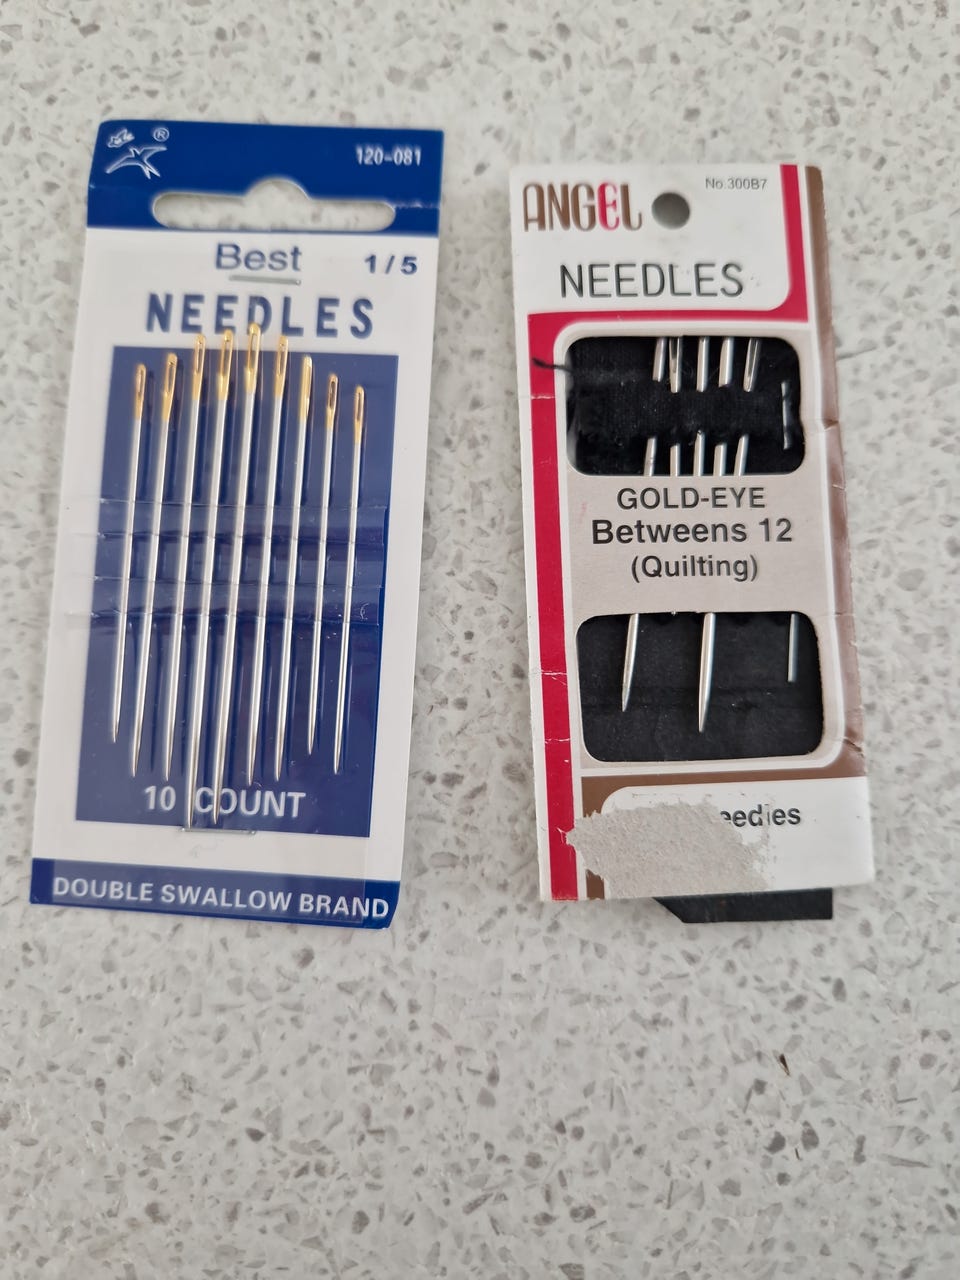 ®
120-081
Best
1/5
NEEDLES
10 COUNT
DOUBLE SWALLOW BRAND
ANGEL
No.300B7
NEEDLES
GOLD-EYE
Betweens 12
(Quilting)